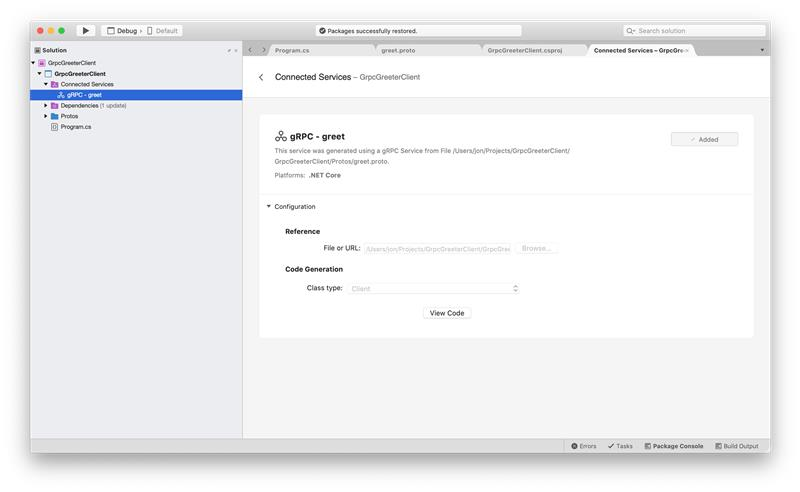 Debug
Default
Packages successfully restored.
Search solution
Solution
Program.cs
greet.proto
GrpcGreeterClient.csproj
Connected Services – GrpcGree
GrpcGreeterClient
GrpcGreeterClient
Connected Services
gRPC - greet
Dependencies (1 update)
Protos
Program.cs
Connected Services – GrpcGreeterClient
gRPC - greet
Added
This service was generated using a gRPC Service from File /Users/jon/Projects/GrpcGreeterClient/
GrpcGreeterClient/Protos/greet.proto.
Platforms: .NET Core
Configuration
Reference
File or URL: /Users/jon/Projects/GrpcGreeterClient/GrpcGree Browse...
Code Generation
Class type: Client
View Code
Errors
Tasks
Package Console
Build Output